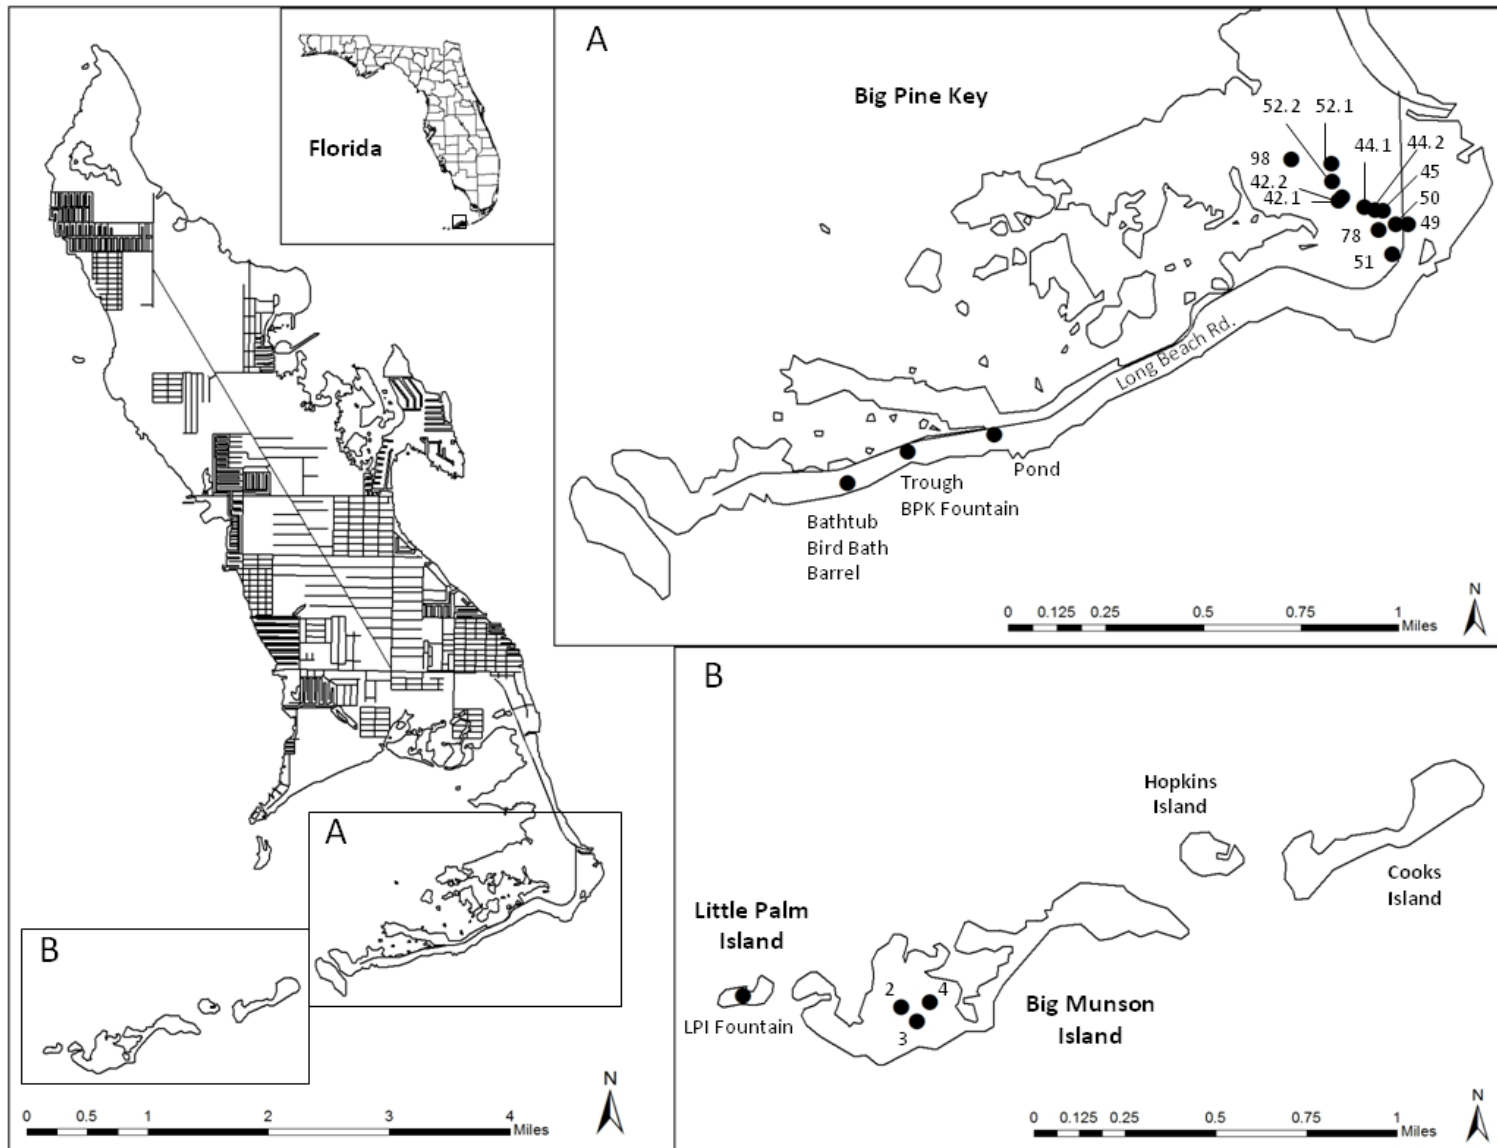 Florida
A
B
N
0 0.5 1 2 3 4
Miles
A
Big Pine Key
52.2 52.1
44.1 44.2
98
45
42.2
50
42.1
49
78
51
Long Beach Rd.
Pond
Trough
BPK Fountain
Bathtub
Bird Bath
Barrel
N
0 0.125 0.25 0.5 0.75 1
Miles
B
Hopkins
Island
Cooks
Island
Little Palm
Island
2
4
3
LPI Fountain
Big Munson
Island
N
0 0.125 0.25 0.5 0.75 1
Miles